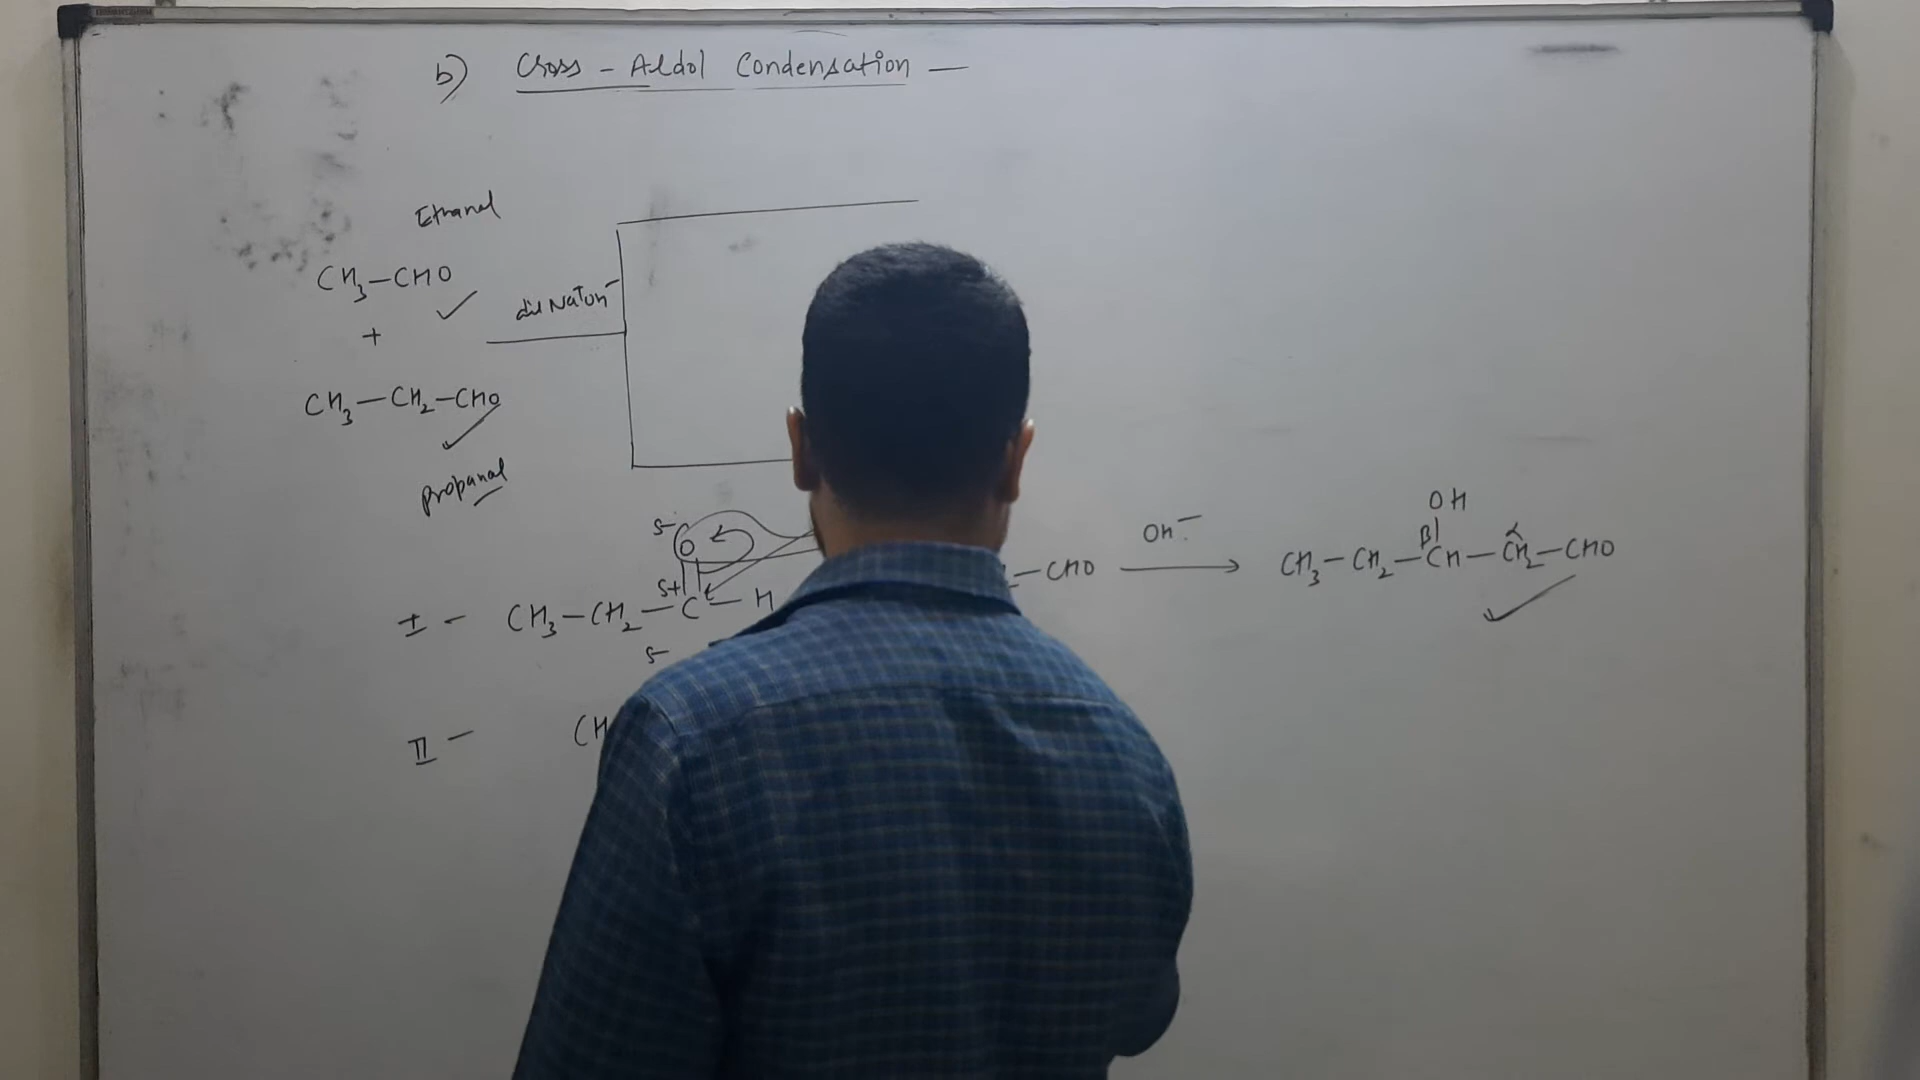 b) Cross - Aldol Condensation —
Ethanal
CH3—CHO
+
dil NaOH
CH3—CH2—CHO
Propanal
OH
δ- O
OH-
β α
CH3—CH2—CH—CH2—CHO
—CHO
δ+
I - CH3—CH2—C—H
δ-
II - CH